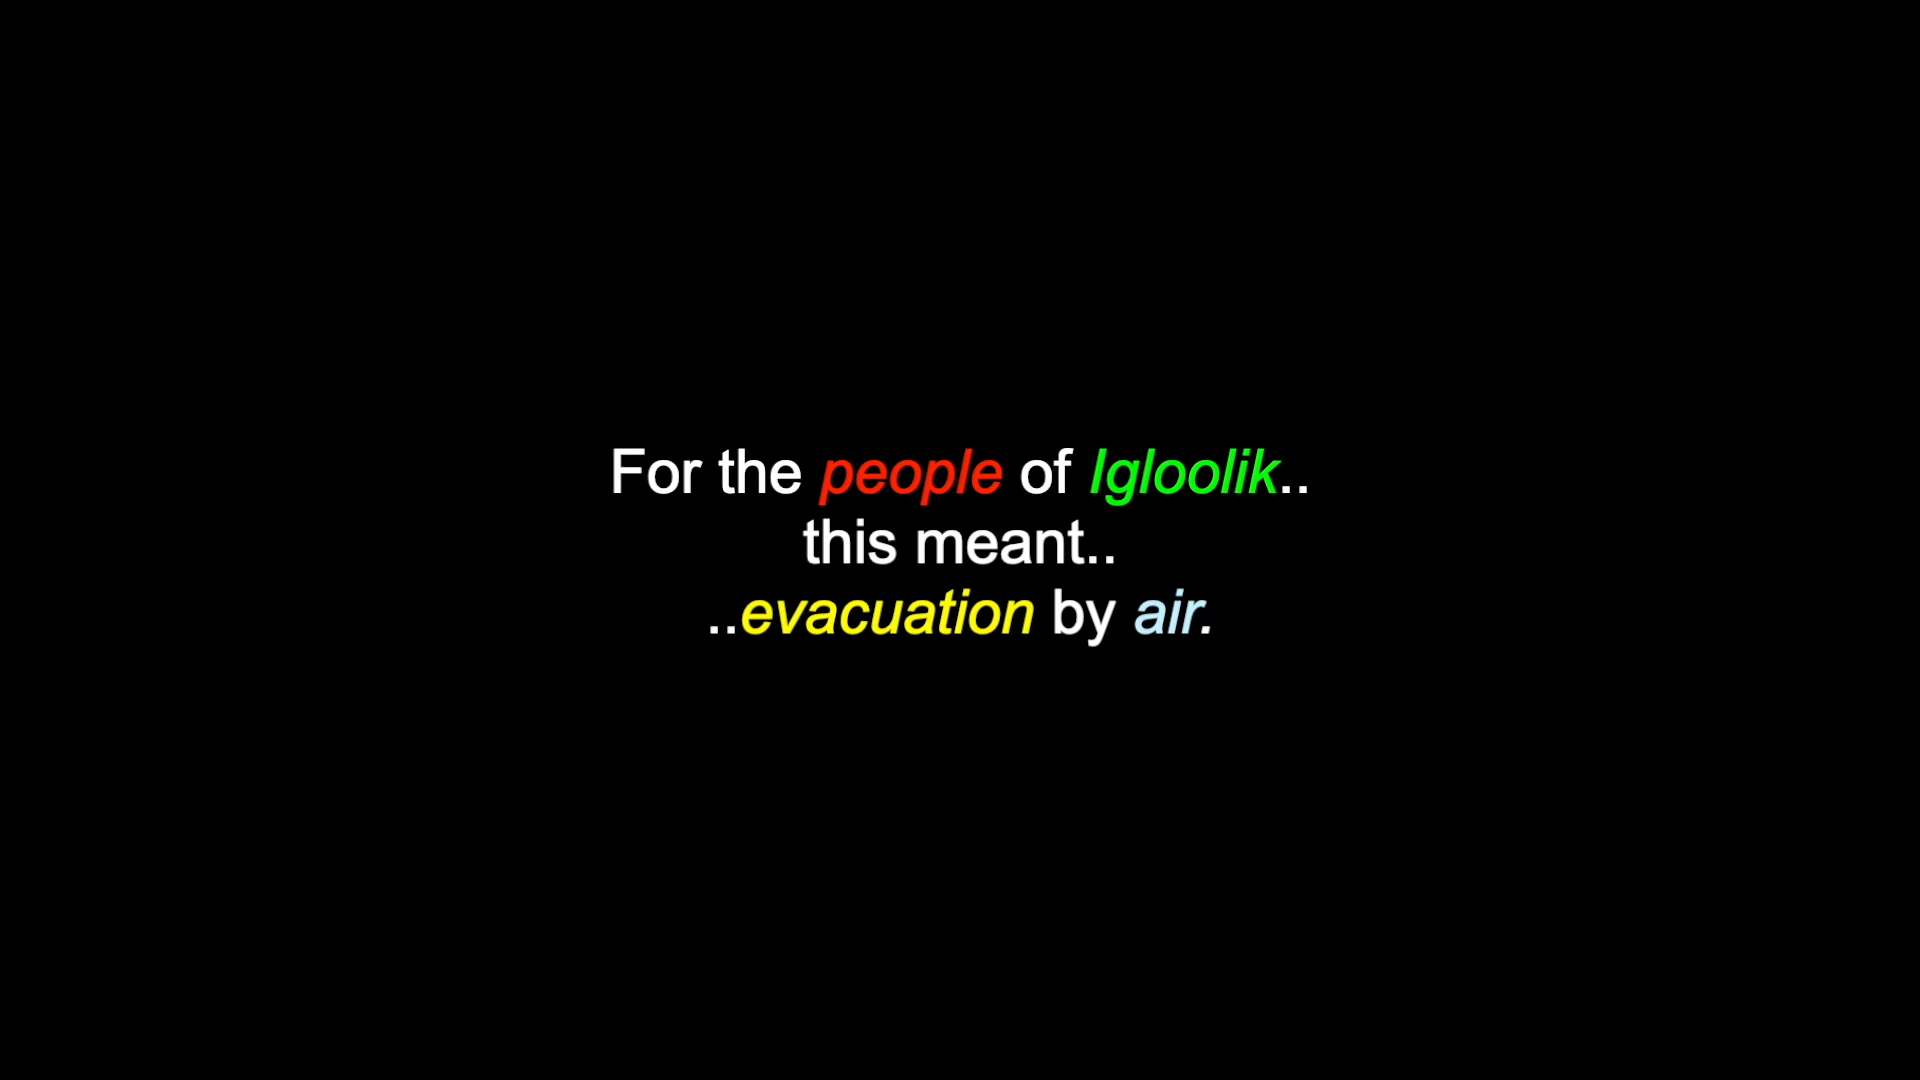 For the people of Igloolik..
this meant..
..evacuation by air.